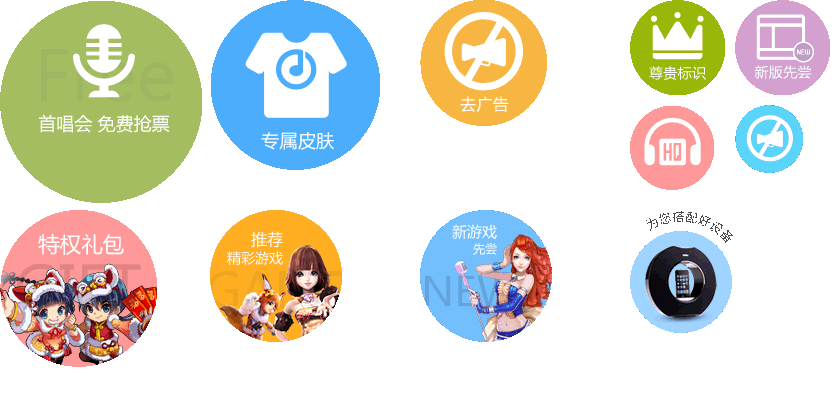 Free
首唱会 免费抢票
专属皮肤
去广告
尊贵标识
NEW
新版先尝
HQ
特权礼包
GIFT
推荐
精彩游戏
GAME
新游戏
先尝
NEW
为您搭配好设备